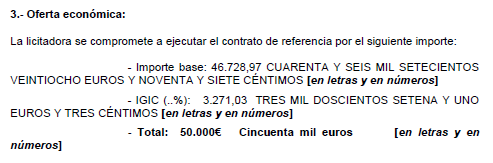 3.- Oferta económica:
La licitadora se compromete a ejecutar el contrato de referencia por el siguiente importe:
- Importe base: 46.728,97 CUARENTA Y SEIS MIL SETECIENTOS
VEINTIOCHO EUROS Y NOVENTA Y SIETE CÉNTIMOS [en letras y en números]
- IGIC (..%): 3.271,03 TRES MIL DOSCIENTOS SETENA Y UNO
EUROS Y TRES CÉNTIMOS [en letras y en números]
- Total: 50.000€ Cincuenta mil euros [en letras y en
números]